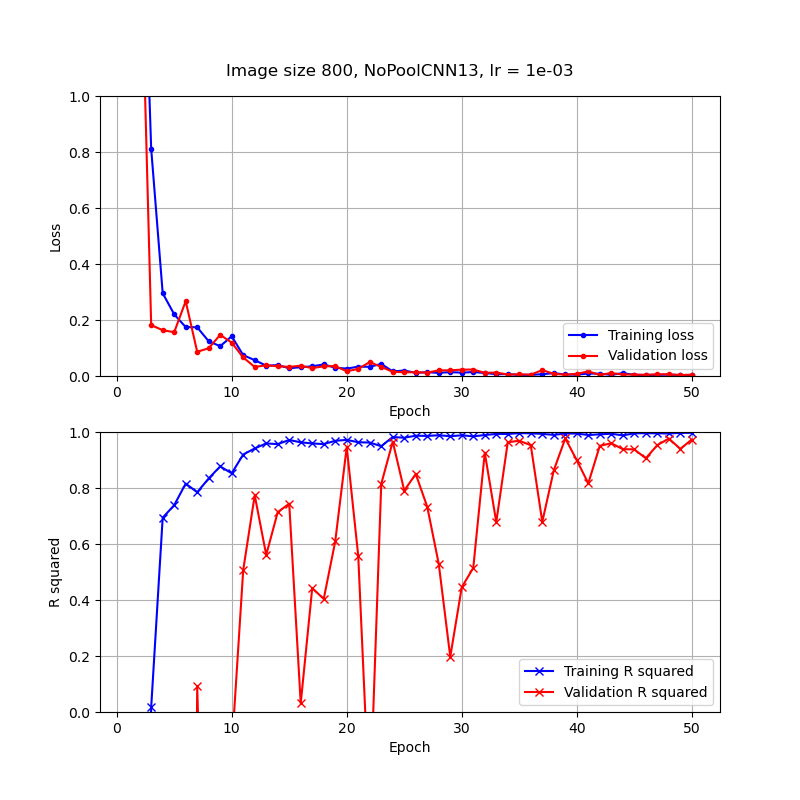 Image size 800, NoPoolCNN13, lr = 1e-03
1.0
0.8
0.6
0.4
0.2
0.0
Loss
Training loss
Validation loss
0 10 20 30 40 50
Epoch
1.0
0.8
0.6
0.4
0.2
0.0
R squared
Training R squared
Validation R squared
0 10 20 30 40 50
Epoch